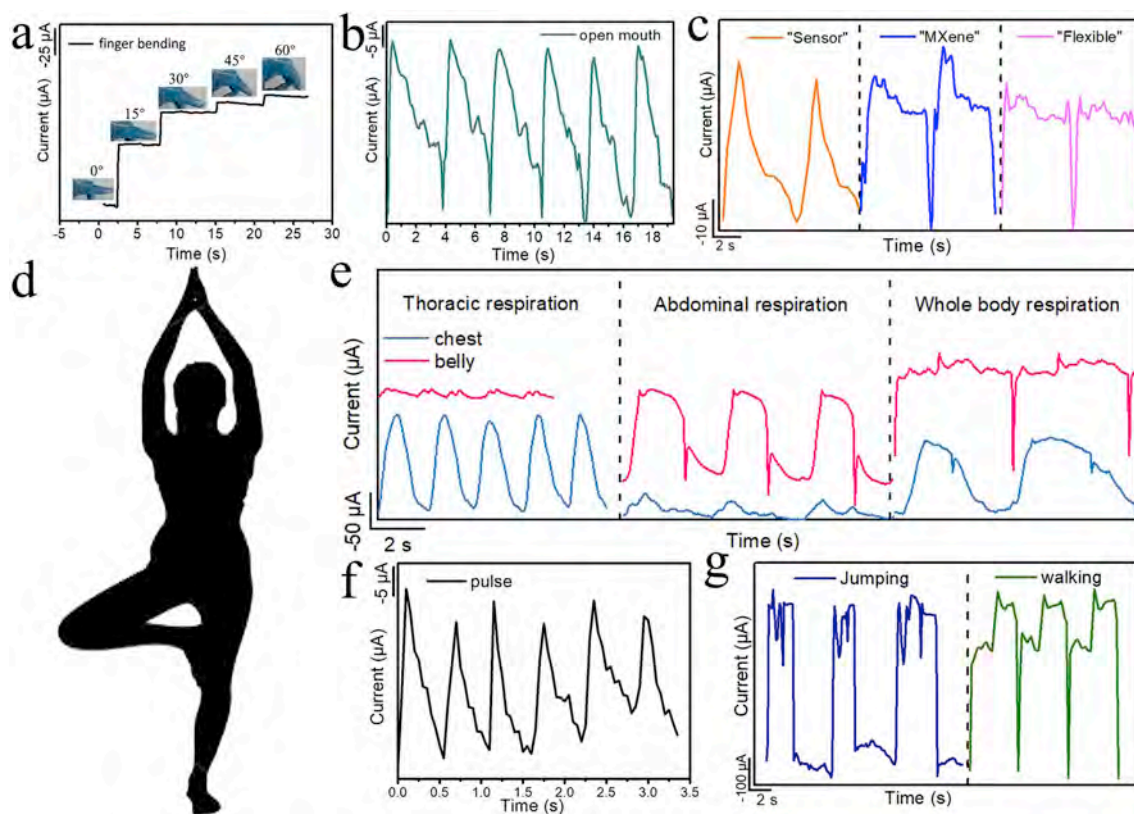 a
-25 µA
finger bending
60°
45°
30°
15°
0°
Current (µA)
-5 0 5 10 15 20 25 30
Time (s)
b
-5 µA
open mouth
Current (µA)
0 2 4 6 8 10 12 14 16 18
Time (s)
c
"Sensor"
"MXene"
"Flexible"
Current (µA)
-10 µA
2 s
Time (s)
d
e
Thoracic respiration
Abdominal respiration
Whole body respiration
chest
belly
Current (µA)
-50 µA
2 s
Time (s)
f
-5 µA
pulse
Current (µA)
0.0 0.5 1.0 1.5 2.0 2.5 3.0 3.5
Time (s)
g
Jumping
walking
Current (µA)
-100 µA
2 s
Time (s)